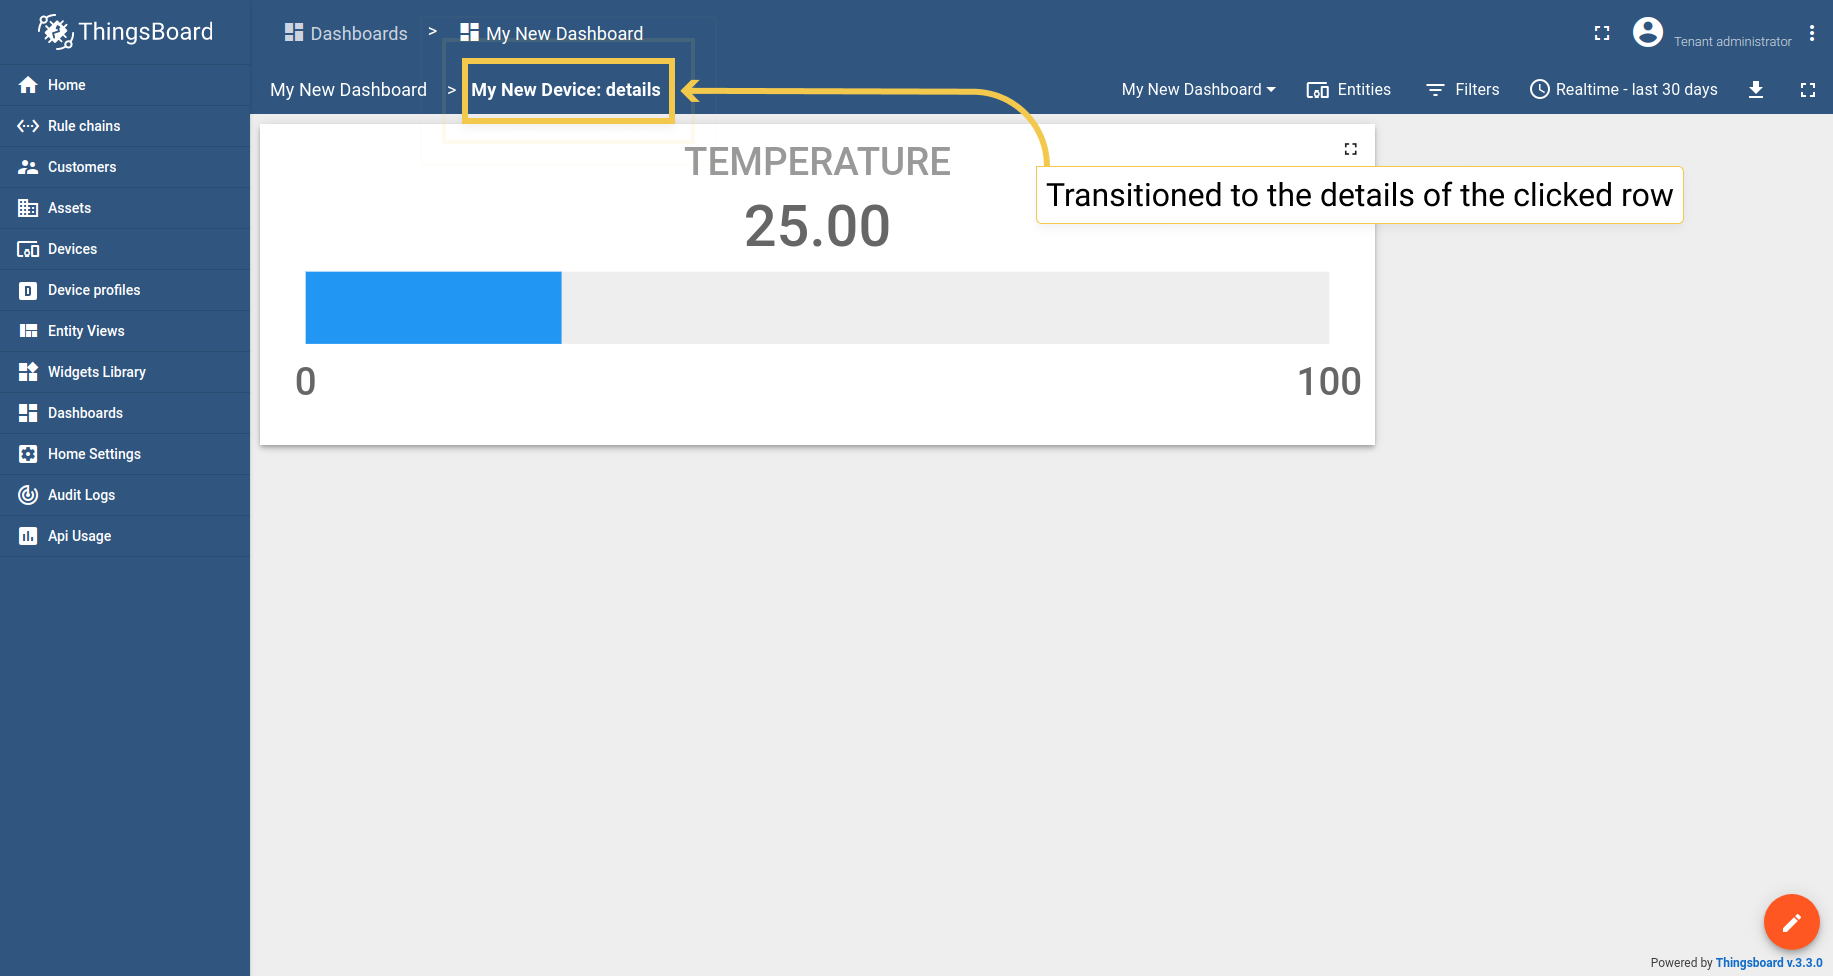 ThingsBoard
Dashboards > My New Dashboard
Tenant administrator
My New Dashboard > My New Device: details
My New Dashboard
Entities
Filters
Realtime - last 30 days
Home
Rule chains
Customers
Assets
Devices
Device profiles
Entity Views
Widgets Library
Dashboards
Home Settings
Audit Logs
Api Usage
TEMPERATURE
25.00
0
100
Transitioned to the details of the clicked row
Powered by Thingsboard v.3.3.0